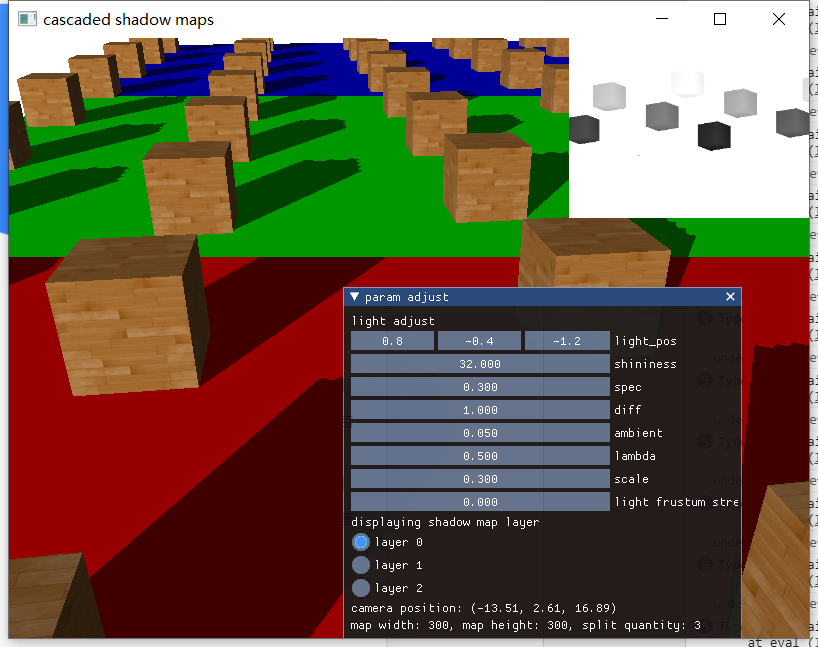 cascaded shadow maps
param adjust
light adjust
0.8 -0.4 -1.2 light_pos
32.000 shininess
0.300 spec
1.000 diff
0.050 ambient
0.500 lambda
0.300 scale
0.000 light frustum stre
displaying shadow map layer
layer 0
layer 1
layer 2
camera position: (-13.51, 2.61, 16.89)
map width: 300, map height: 300, split quantity: 3
at eval (